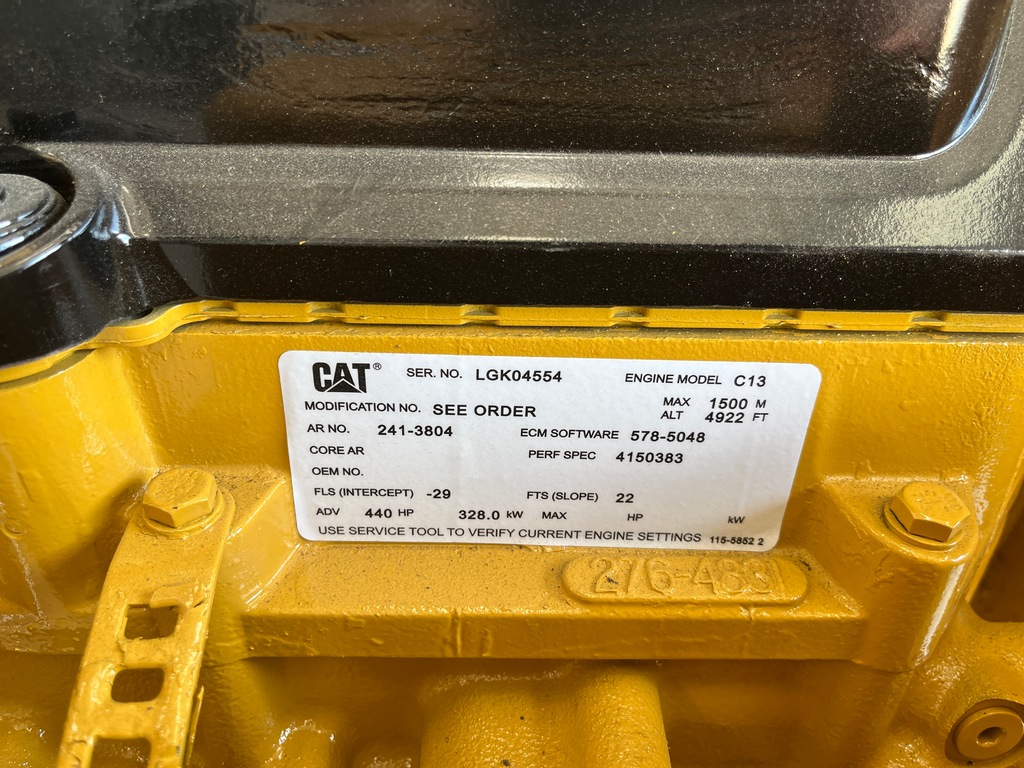 CAT® SER. NO. LGK04554 ENGINE MODEL C13
MODIFICATION NO. SEE ORDER MAX ALT 1500 M 4922 FT
AR NO. 241-3804 ECM SOFTWARE 578-5048
CORE AR PERF SPEC 4150383
OEM NO.
FLS (INTERCEPT) -29 FTS (SLOPE) 22
ADV 440 HP 328.0 kW MAX HP kW
USE SERVICE TOOL TO VERIFY CURRENT ENGINE SETTINGS 115-5852 2
276-4831